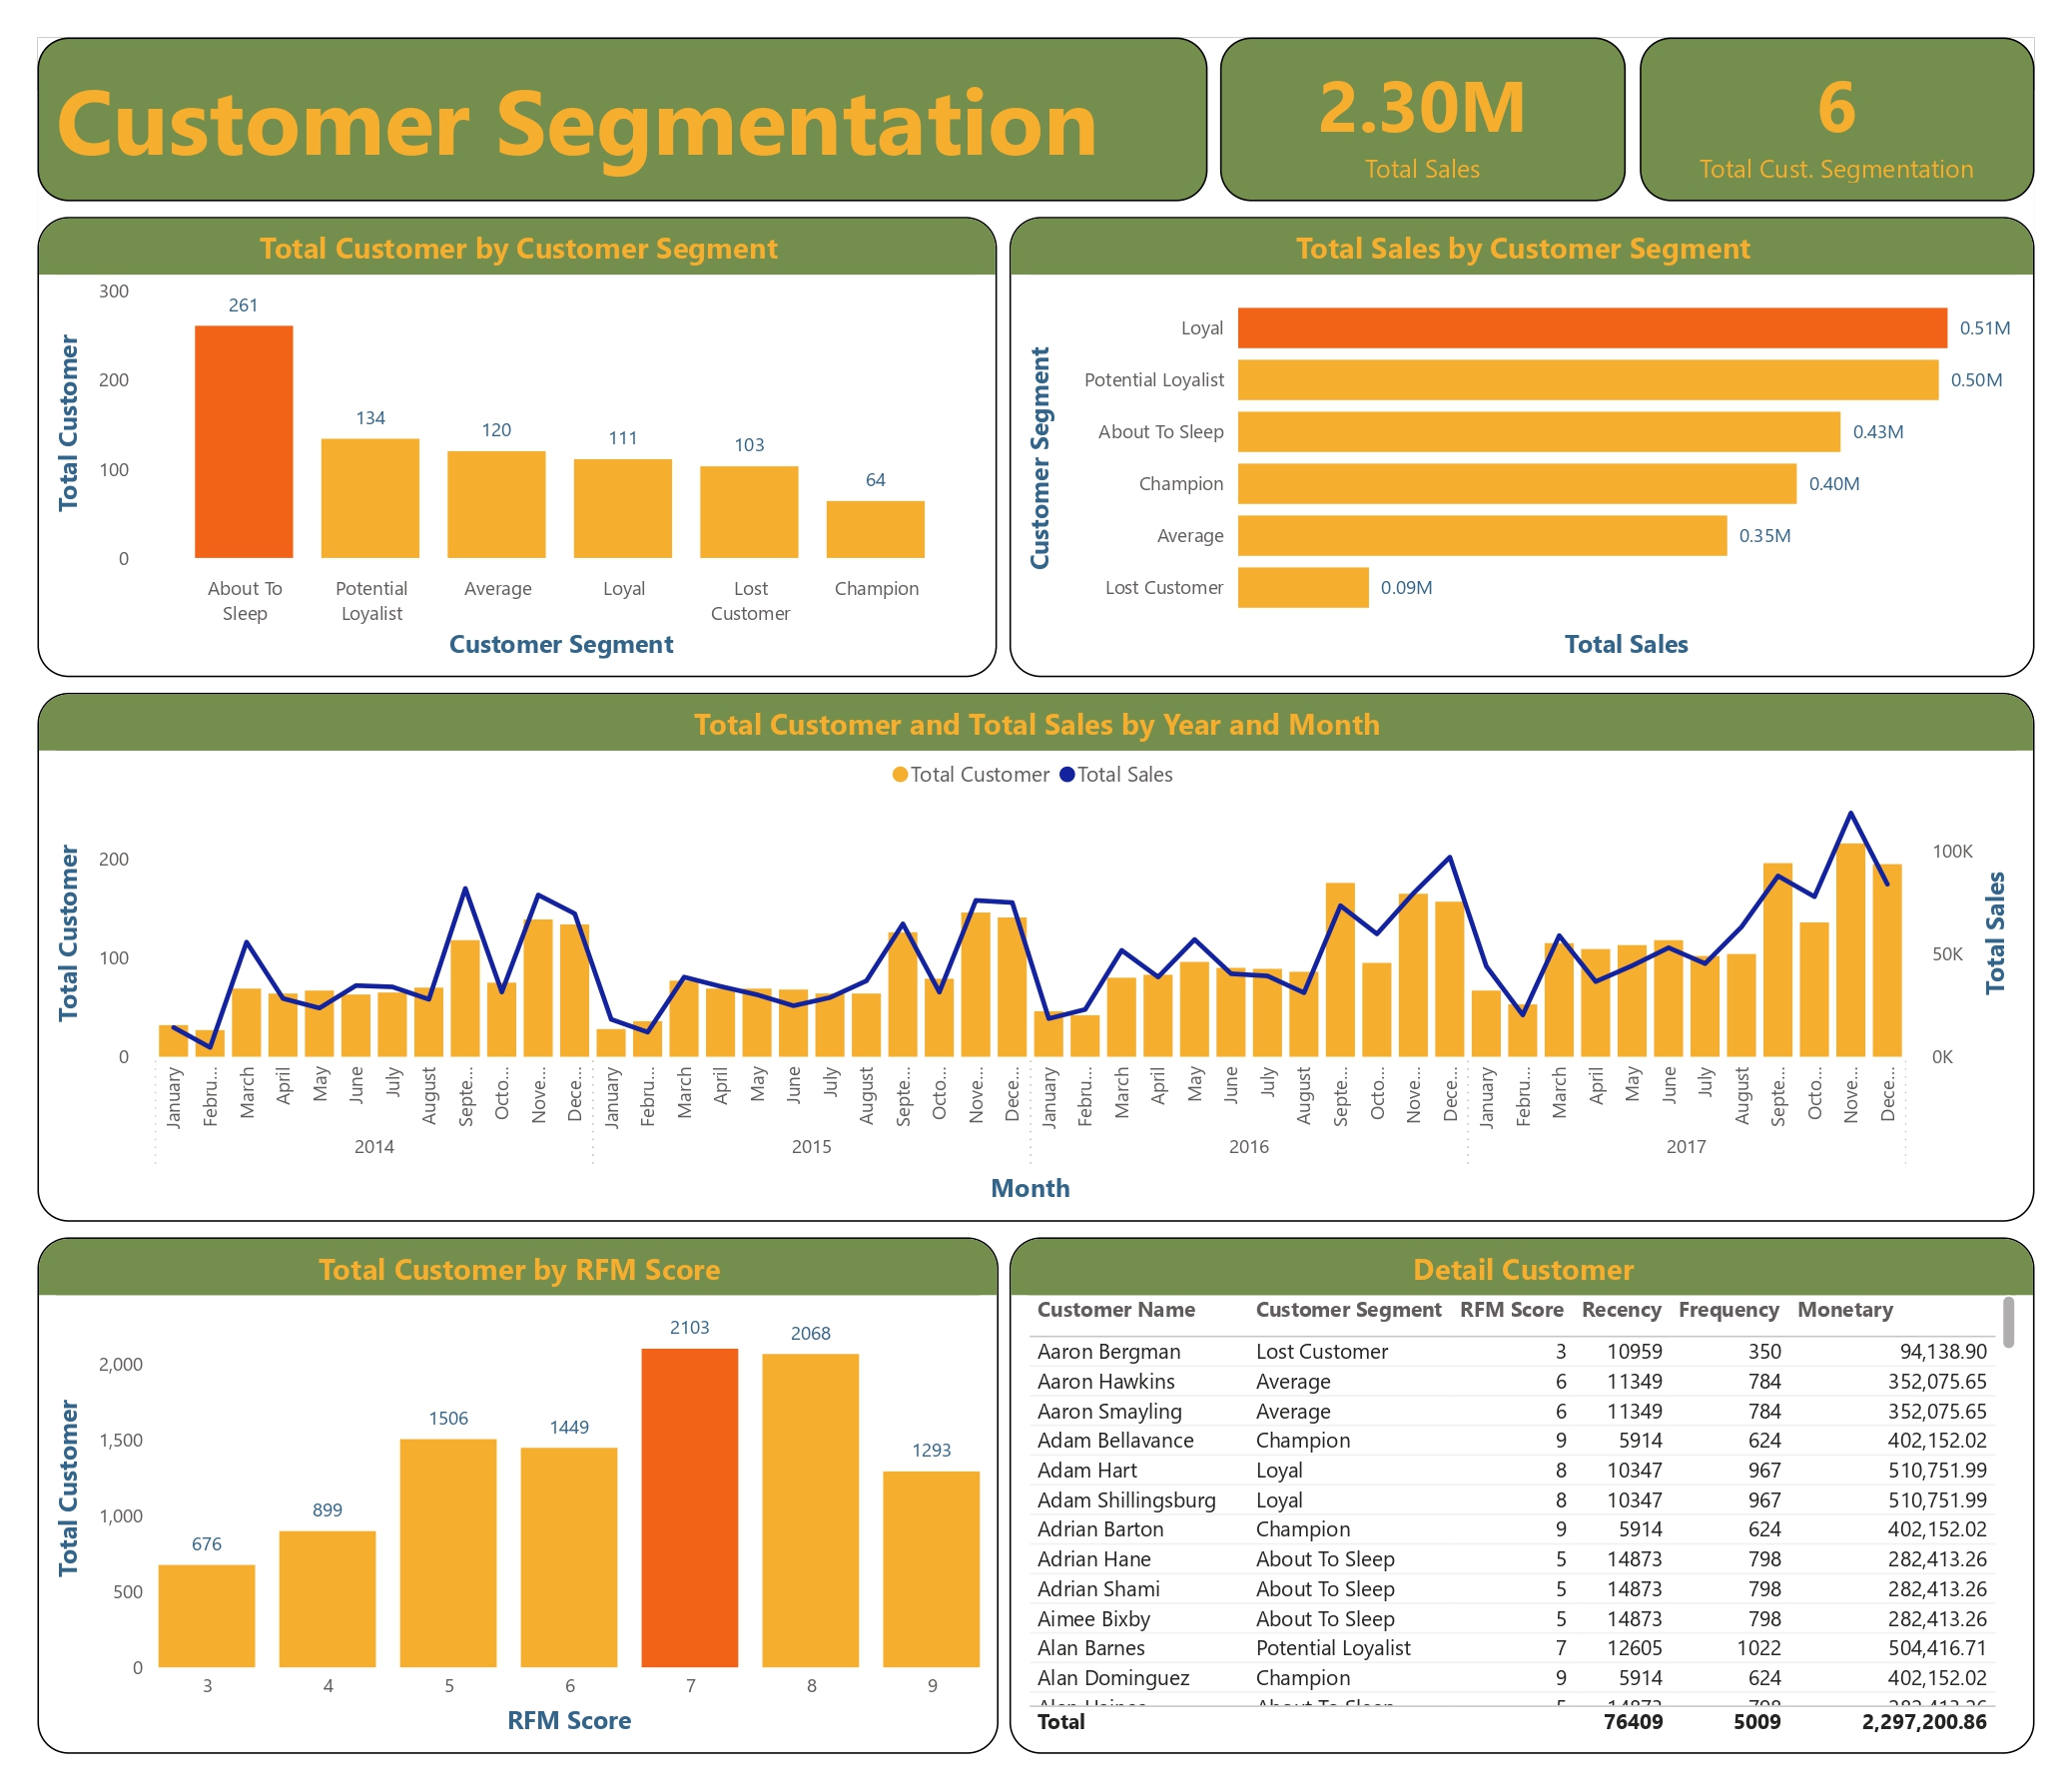 Customer Segmentation
2.30M
Total Sales
6
Total Cust. Segmentation
Total Customer by Customer Segment
Total Customer
300
200
100
0
261
134
120
111
103
64
About To Sleep
Potential Loyalist
Average
Loyal
Lost Customer
Champion
Customer Segment
Total Sales by Customer Segment
Customer Segment
Loyal 0.51M
Potential Loyalist 0.50M
About To Sleep 0.43M
Champion 0.40M
Average 0.35M
Lost Customer 0.09M
Total Sales
Total Customer and Total Sales by Year and Month
Total Customer Total Sales
Total Customer
200
100
0
100K
50K
0K
Total Sales
January Febru... March April May June July August Septe... Octo... Nove... Dece... January Febru... March April May June July August Septe... Octo... Nove... Dece... January Febru... March April May June July August Septe... Octo... Nove... Dece... January Febru... March April May June July August Septe... Octo... Nove... Dece...
2014 2015 2016 2017
Month
Total Customer by RFM Score
Total Customer
2,000
1,500
1,000
500
0
676
899
1506
1449
2103
2068
1293
3 4 5 6 7 8 9
RFM Score
Detail Customer
Customer Name Customer Segment RFM Score Recency Frequency Monetary
Aaron Bergman Lost Customer 3 10959 350 94,138.90
Aaron Hawkins Average 6 11349 784 352,075.65
Aaron Smayling Average 6 11349 784 352,075.65
Adam Bellavance Champion 9 5914 624 402,152.02
Adam Hart Loyal 8 10347 967 510,751.99
Adam Shillingsburg Loyal 8 10347 967 510,751.99
Adrian Barton Champion 9 5914 624 402,152.02
Adrian Hane About To Sleep 5 14873 798 282,413.26
Adrian Shami About To Sleep 5 14873 798 282,413.26
Aimee Bixby About To Sleep 5 14873 798 282,413.26
Alan Barnes Potential Loyalist 7 12605 1022 504,416.71
Alan Dominguez Champion 9 5914 624 402,152.02
Total 76409 5009 2,297,200.86